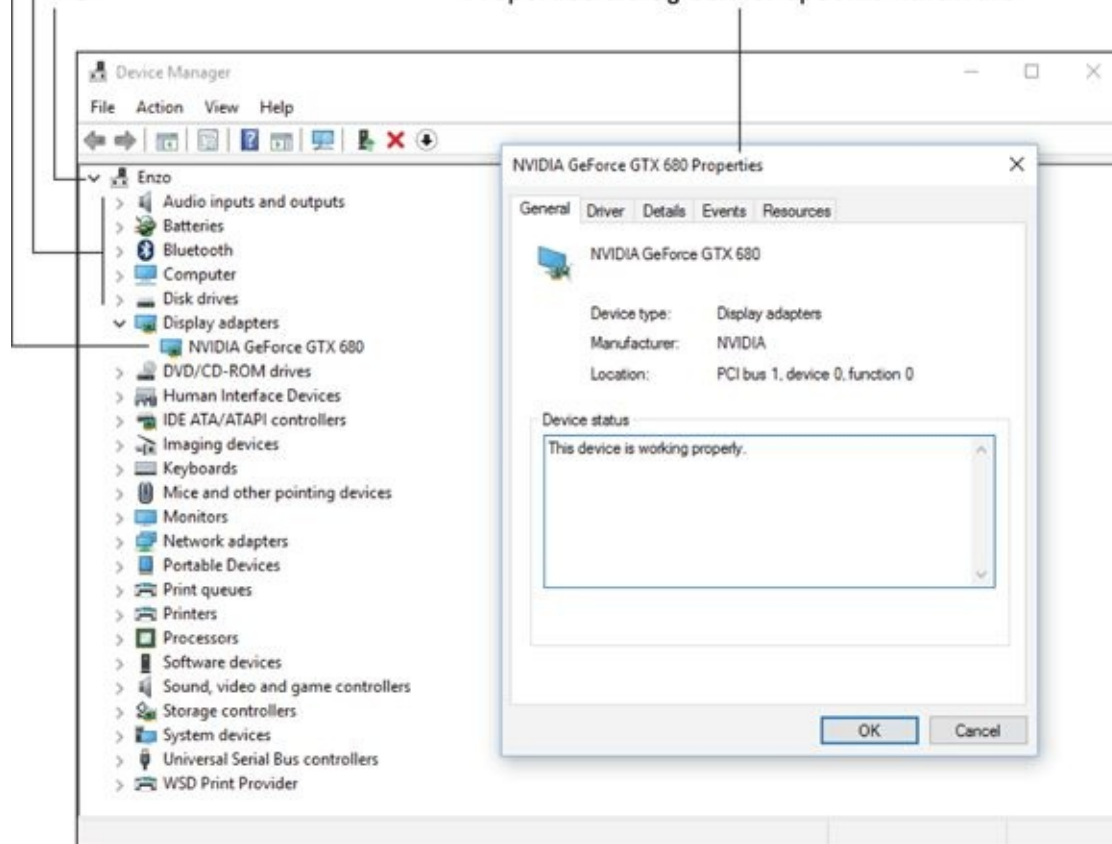 Device Manager
File Action View Help
Enzo
Audio inputs and outputs
Batteries
Bluetooth
Computer
Disk drives
Display adapters
NVIDIA GeForce GTX 680
DVD/CD-ROM drives
Human Interface Devices
IDE ATA/ATAPI controllers
Imaging devices
Keyboards
Mice and other pointing devices
Monitors
Network adapters
Portable Devices
Print queues
Printers
Processors
Software devices
Sound, video and game controllers
Storage controllers
System devices
Universal Serial Bus controllers
WSD Print Provider
NVIDIA GeForce GTX 680 Properties
General Driver Details Events Resources
NVIDIA GeForce GTX 680
Device type: Display adapters
Manufacturer: NVIDIA
Location: PCI bus 1, device 0, function 0
Device status
This device is working properly.
OK Cancel